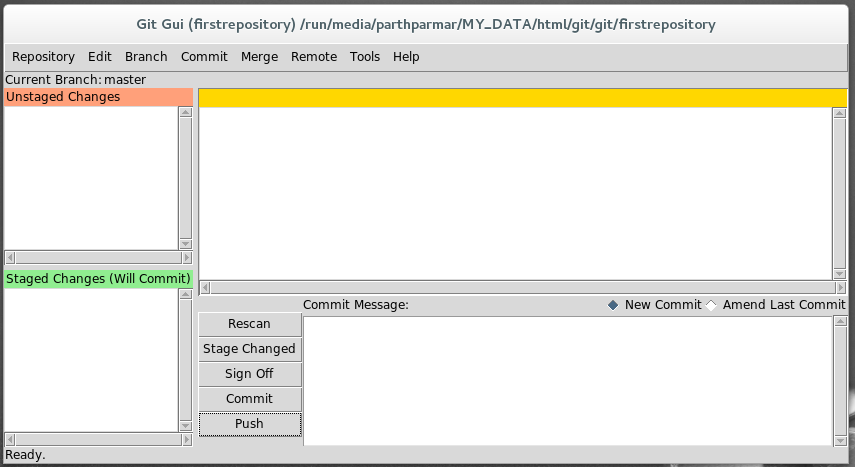 Git Gui (firstrepository) /run/media/parthparmar/MY_DATA/html/git/git/firstrepository
Repository Edit Branch Commit Merge Remote Tools Help
Current Branch: master
Unstaged Changes
Staged Changes (Will Commit)
Commit Message: New Commit Amend Last Commit
Rescan
Stage Changed
Sign Off
Commit
Push
Ready.